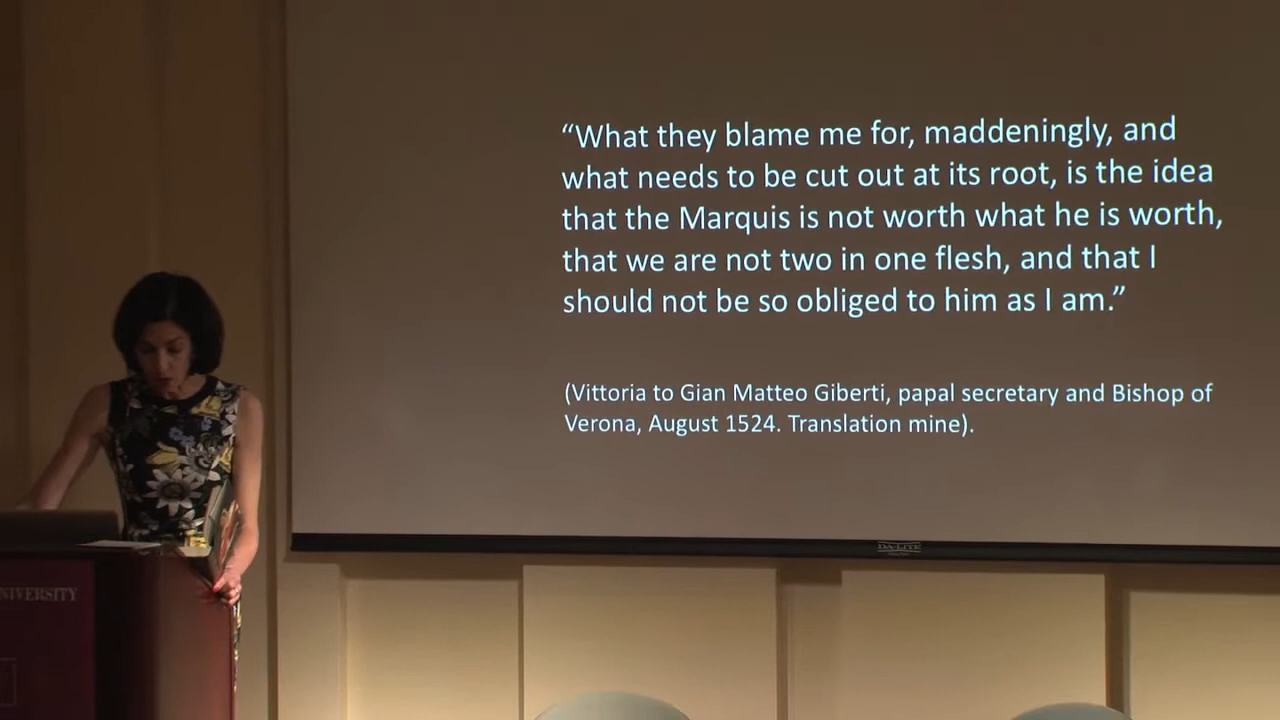 “What they blame me for, maddeningly, and
what needs to be cut out at its root, is the idea
that the Marquis is not worth what he is worth,
that we are not two in one flesh, and that I
should not be so obliged to him as I am.”
(Vittoria to Gian Matteo Giberti, papal secretary and Bishop of
Verona, August 1524. Translation mine).
DA-LITE
NIVERSITY